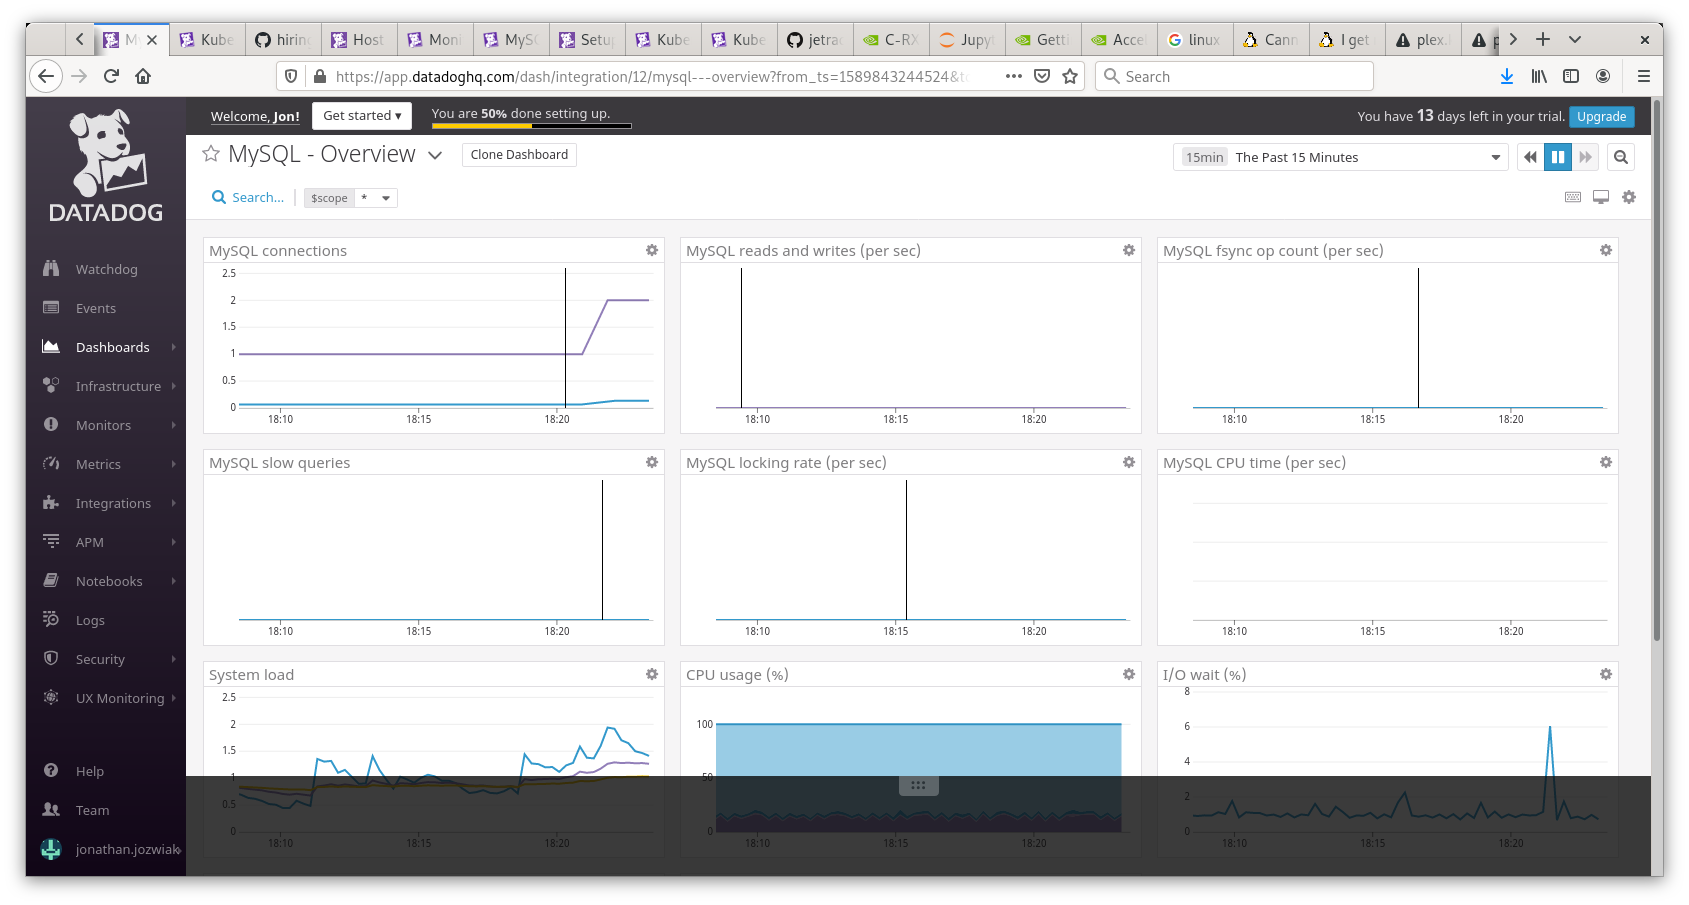 Kube
hirin
Host
Moni
MySC
Setu
Kube
Kube
jetra
C-RX
Jupyt
Getti
Acce
linux
Cann
I get
plex.
https://app.datadoghq.com/dash/integration/12/mysql---overview?from_ts=1589843244524&t
Search
Welcome, Jon!
Get started ▾
You are 50% done setting up.
You have 13 days left in your trial.
Upgrade
DATADOG
Watchdog
Events
Dashboards
Infrastructure
Monitors
Metrics
Integrations
APM
Notebooks
Logs
Security
UX Monitoring
Help
Team
jonathan.jozwiak
MySQL - Overview
Clone Dashboard
15min The Past 15 Minutes
Search...
$scope *
MySQL connections
2.5
2
1.5
1
0.5
0
18:10 18:15 18:20
MySQL reads and writes (per sec)
18:10 18:15 18:20
MySQL fsync op count (per sec)
18:10 18:15 18:20
MySQL slow queries
18:10 18:15 18:20
MySQL locking rate (per sec)
18:10 18:15 18:20
MySQL CPU time (per sec)
18:10 18:15 18:20
System load
2.5
2
1.5
1
0.5
0
18:10 18:15 18:20
CPU usage (%)
100
50
0
18:10 18:15 18:20
I/O wait (%)
8
6
4
2
0
18:10 18:15 18:20